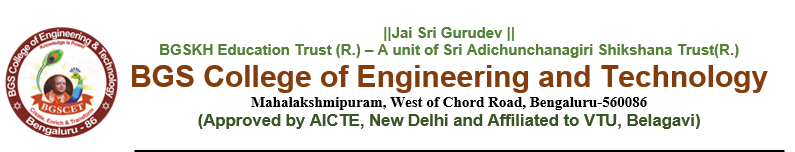 ||Jai Sri Gurudev ||
BGSKH Education Trust (R.) – A unit of Sri Adichunchanagiri Shikshana Trust(R.)
BGS College of Engineering and Technology
Mahalakshmipuram, West of Chord Road, Bengaluru-560086
(Approved by AICTE, New Delhi and Affiliated to VTU, Belagavi)
BGS College of Engineering & Technology
Knowledge is Power
BGSCET
Create, Enrich & Transform
Bengaluru - 86